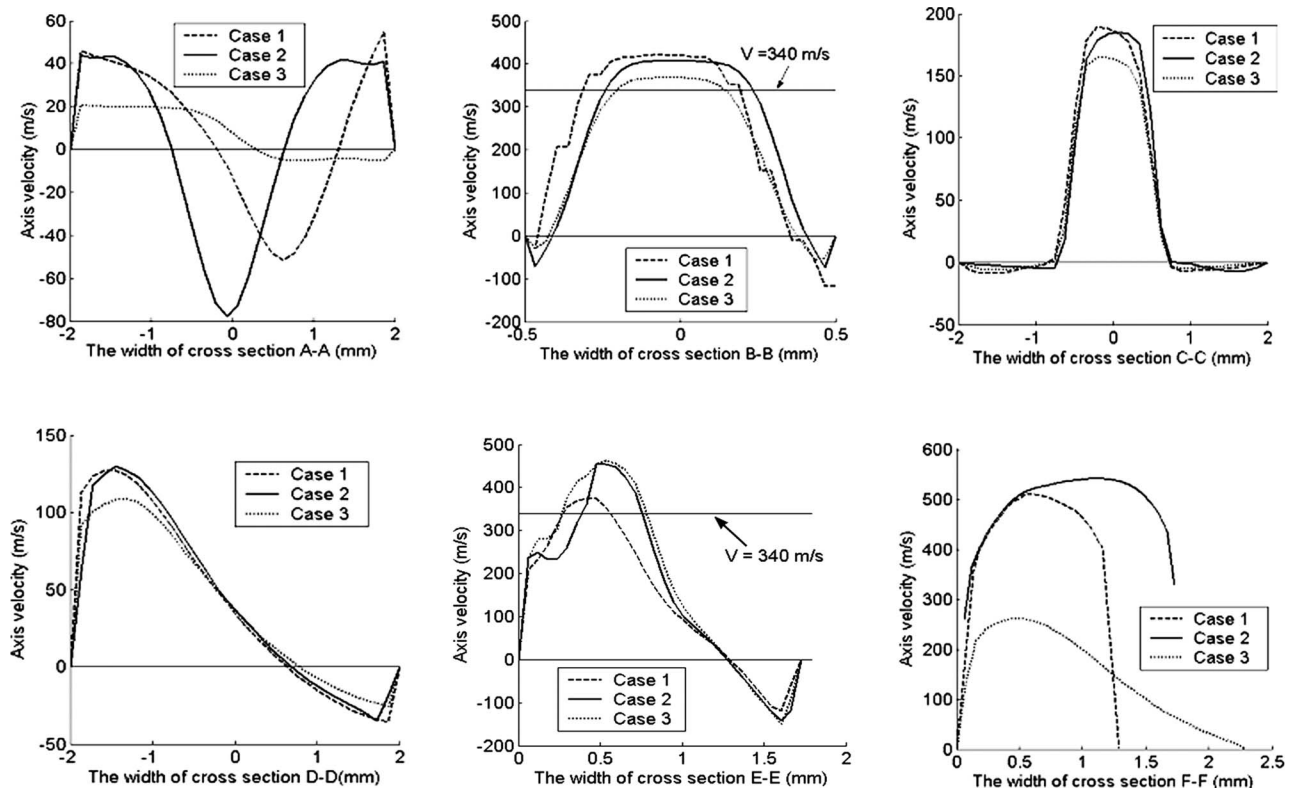 60
40
20
0
-20
-40
-60
-80
-2
-1
0
1
2
Axis velocity (m/s)
The width of cross section A-A (mm)
Case 1
Case 2
Case 3
500
400
300
200
100
0
-100
-200
-300
-400
-500
V =340 m/s
Case 1
Case 2
Case 3
-0.5
0
0.5
Axis velocity (m/s)
The width of cross section B-B (mm)
200
150
100
50
0
-50
-2
-1
0
1
2
Axis velocity (m/s)
The width of cross section C-C (mm)
Case 1
Case 2
Case 3
150
100
50
0
-50
-2
-1
0
1
2
Axis velocity (m/s)
The width of cross section D-D(mm)
Case 1
Case 2
Case 3
500
400
300
200
100
0
-100
-200
V = 340 m/s
Case 1
Case 2
Case 3
0
0.5
1
1.5
2
Axis velocity (m/s)
The width of cross section E-E (mm)
600
500
400
300
200
100
0
Case 1
Case 2
Case 3
0
0.5
1
1.5
2
2.5
Axis velocity (m/s)
The width of cross section F-F (mm)